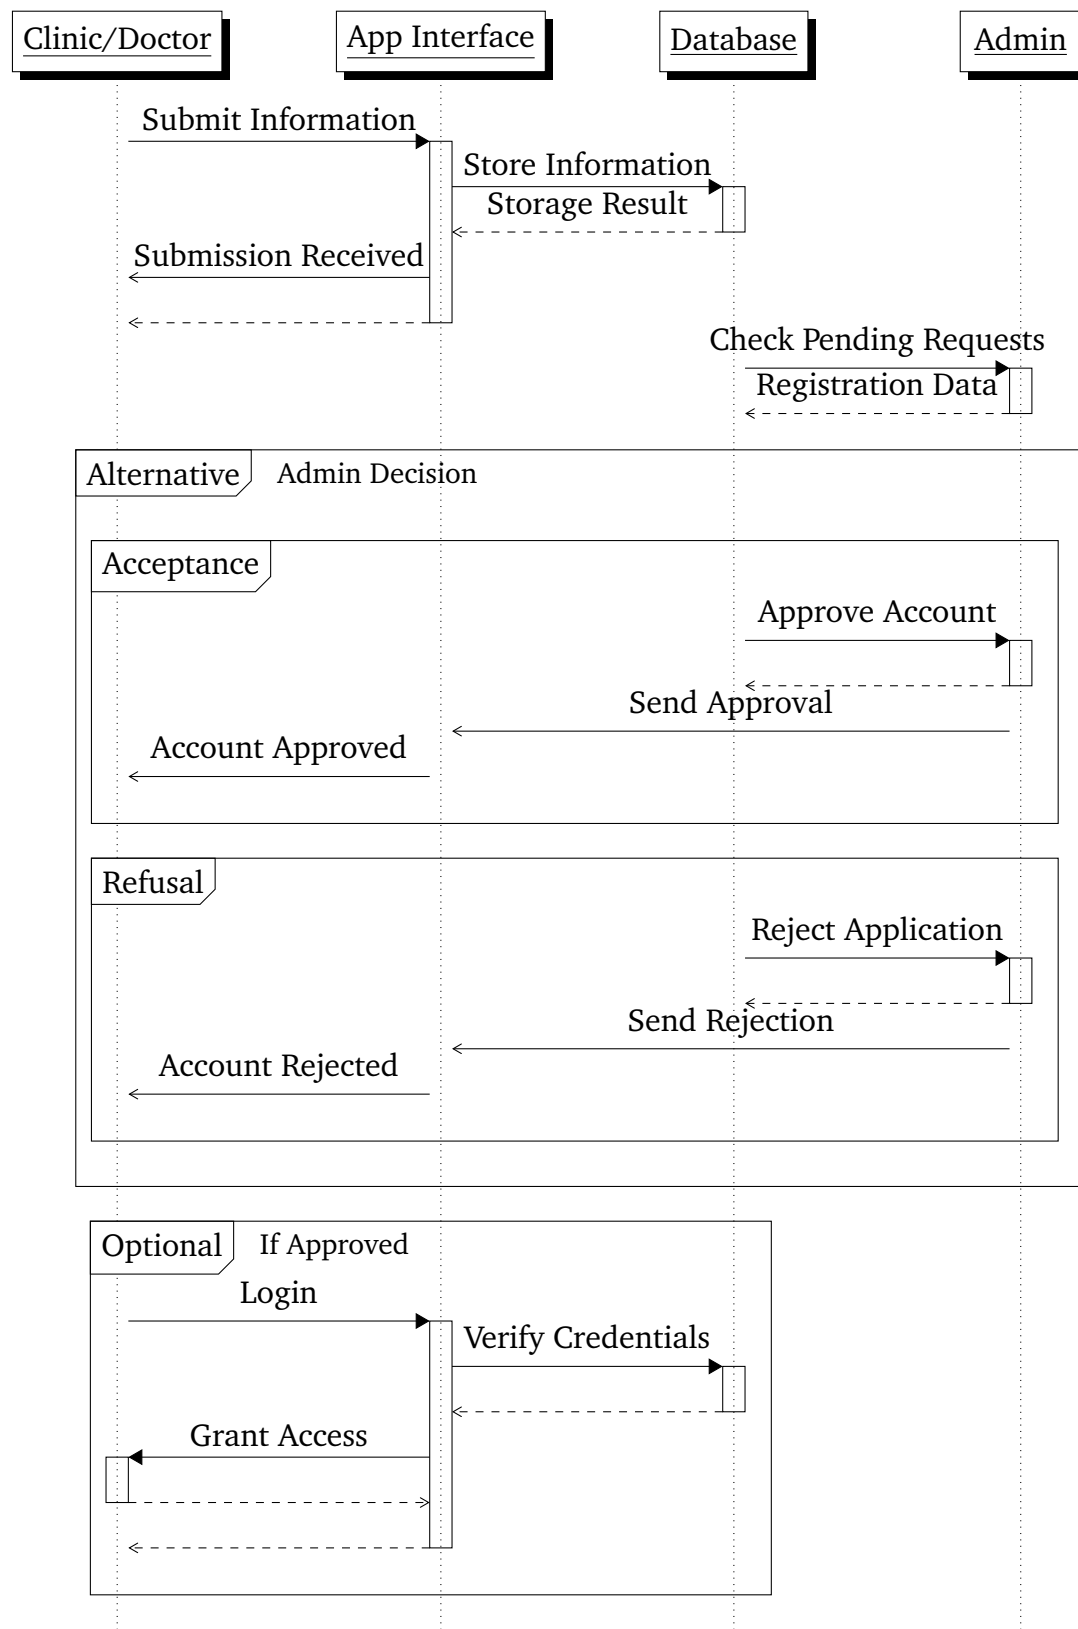 Clinic/Doctor
App Interface
Database
Admin
Submit Information
Store Information
Storage Result
Submission Received
Check Pending Requests
Registration Data
Alternative
Admin Decision
Acceptance
Approve Account
Send Approval
Account Approved
Refusal
Reject Application
Send Rejection
Account Rejected
Optional
If Approved
Login
Verify Credentials
Grant Access